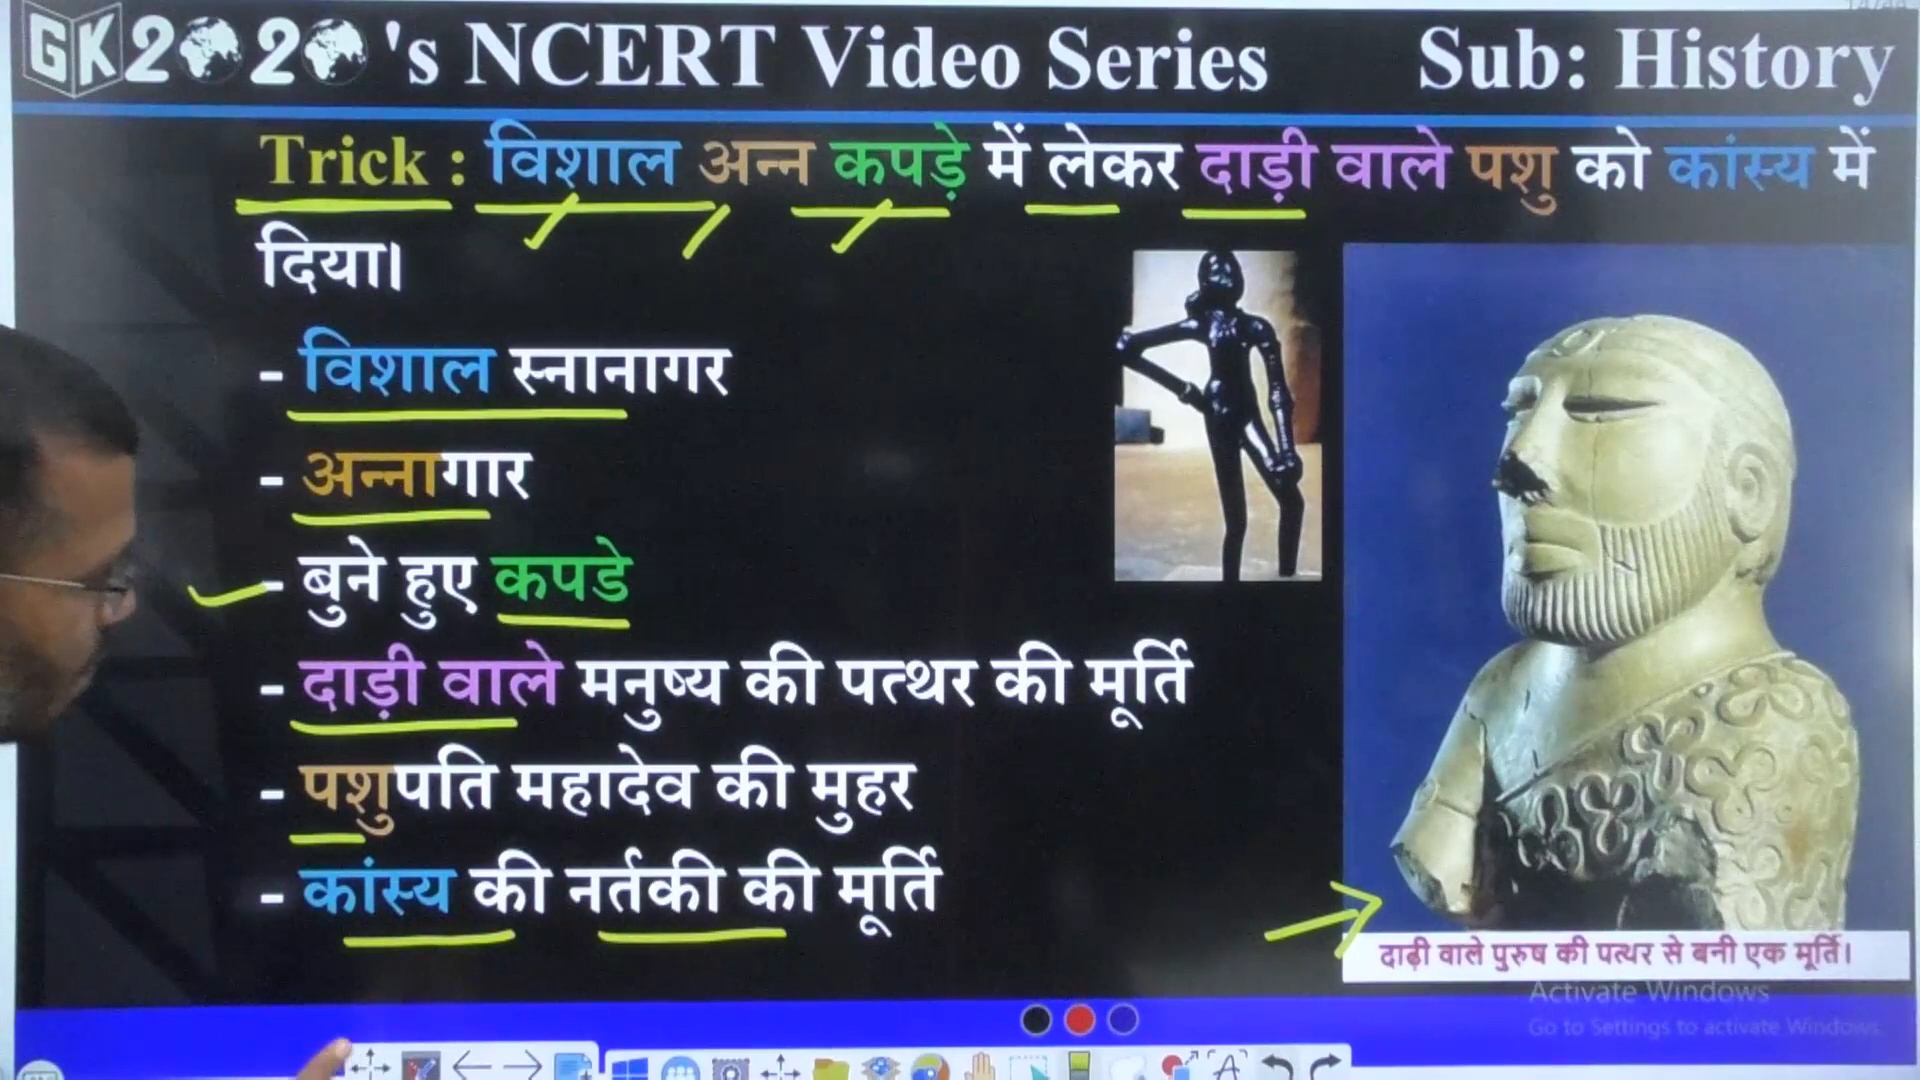 GK2020's NCERT Video Series Sub: History
Trick : विशाल अन्न कपड़े में लेकर दाड़ी वाले पशु को कांस्य में
दिया।
- विशाल स्नानागर
- अन्नागार
- बुने हुए कपडे
- दाड़ी वाले मनुष्य की पत्थर की मूर्ति
- पशुपति महादेव की मुहर
- कांस्य की नर्तकी की मूर्ति
दाढ़ी वाले पुरुष की पत्थर से बनी एक मूर्ति।
Activate Windows
Go to Settings to activate Windows.